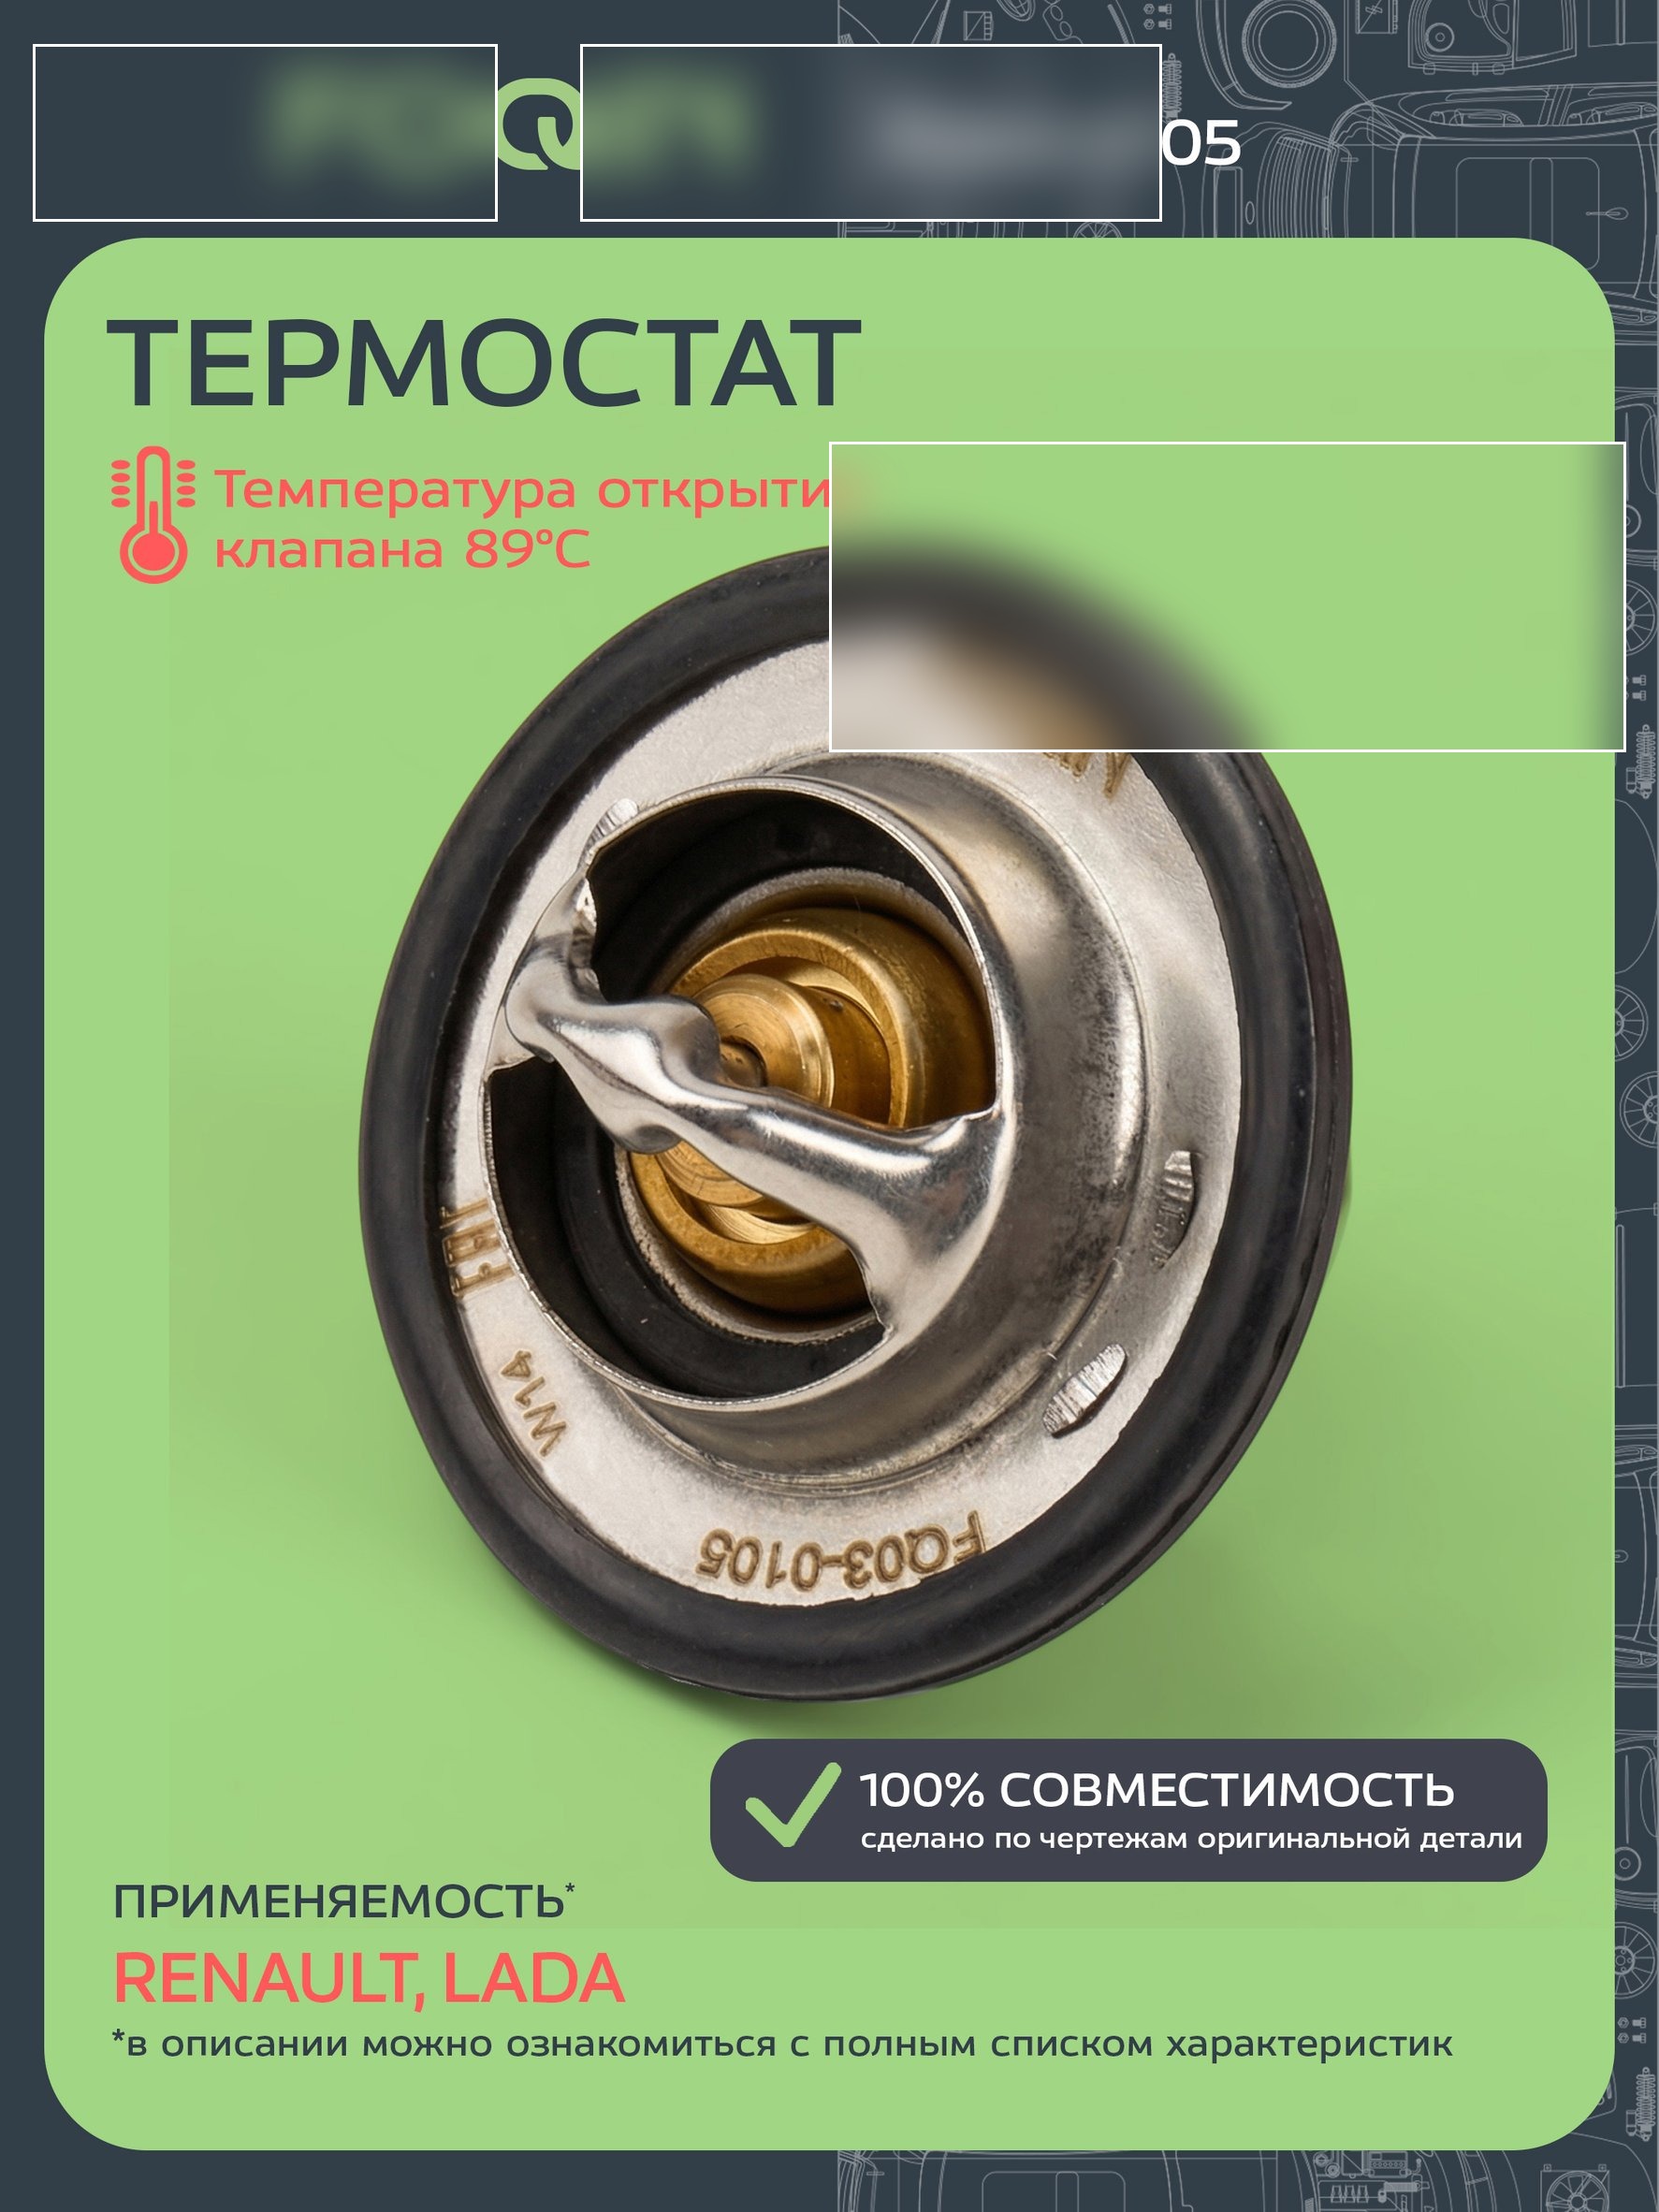 Q
05
ТЕРМОСТАТ
Температура открыти
клапана 89°C
EAC
W14
FQ03-0105
100% СОВМЕСТИМОСТЬ
сделано по чертежам оригинальной детали
ПРИМЕНЯЕМОСТЬ*
RENAULT, LADA
*в описании можно ознакомиться с полным списком характеристик